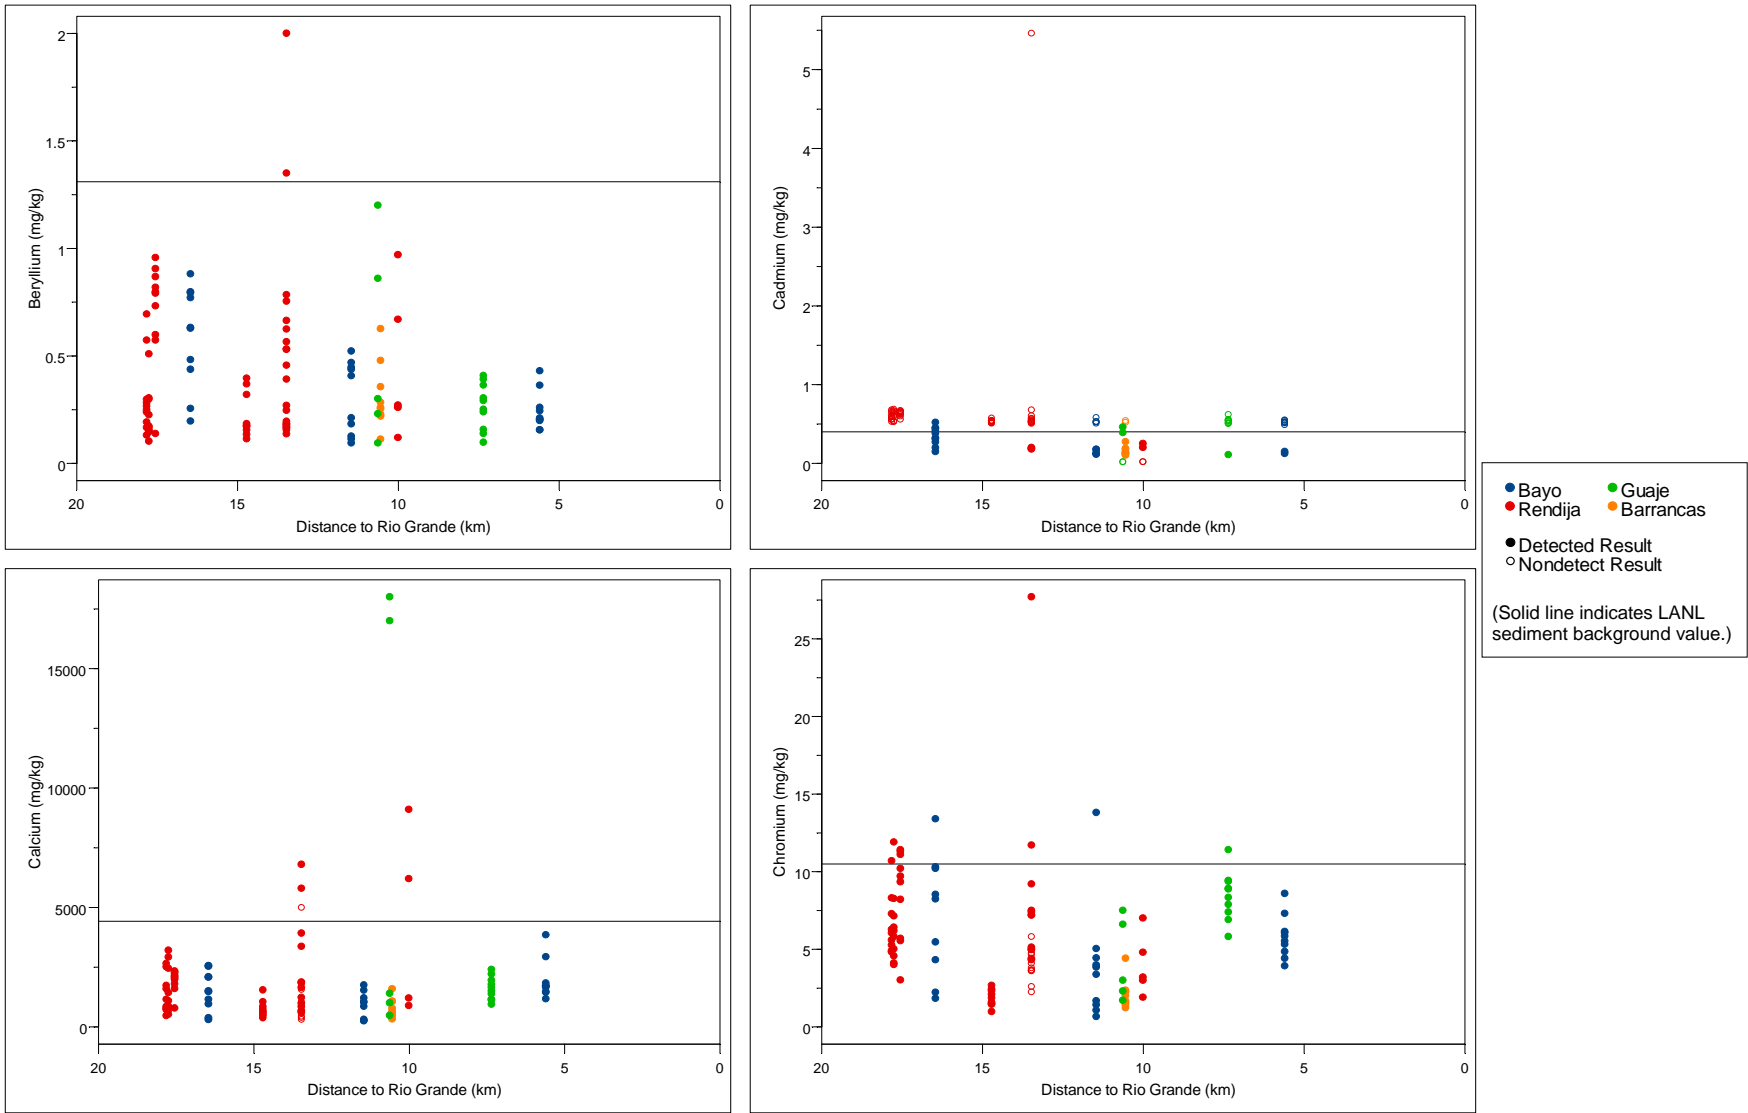 2
1.5
1
0.5
0
Beryllium (mg/kg)
20 15 10 5 0
Distance to Rio Grande (km)
5
4
3
2
1
0
Cadmium (mg/kg)
20 15 10 5 0
Distance to Rio Grande (km)
Bayo Guaje
Rendija Barrancas
Detected Result
Nondetect Result
(Solid line indicates LANL
sediment background value.)
15000
10000
5000
0
Calcium (mg/kg)
20 15 10 5 0
Distance to Rio Grande (km)
25
20
15
10
5
0
Chromium (mg/kg)
20 15 10 5 0
Distance to Rio Grande (km)